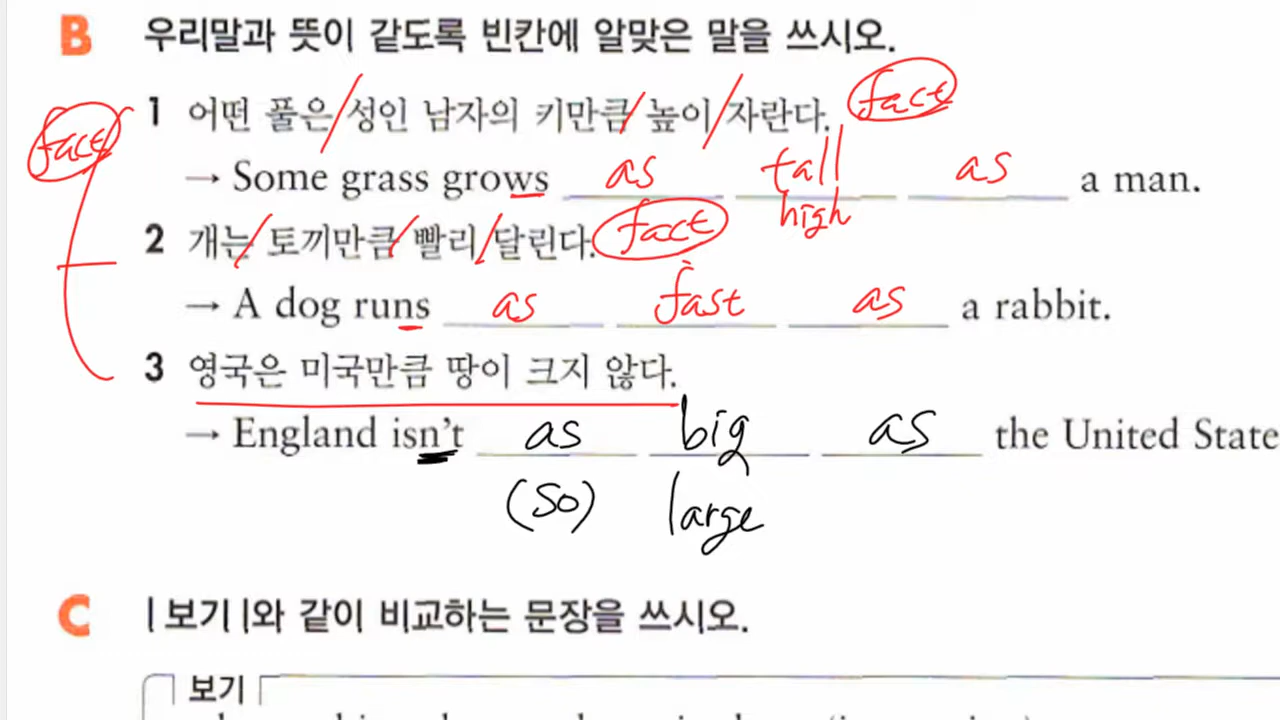 B 우리말과 뜻이 같도록 빈칸에 알맞은 말을 쓰시오.
1 어떤 풀은/성인 남자의 키만큼/높이/자란다. fact
fact
→ Some grass grows as tall as a man.
high
2 개는/토끼만큼/빨리/달린다. fact
→ A dog runs as fast as a rabbit.
3 영국은 미국만큼 땅이 크지 않다.
→ England isn't as big as the United State
(so) large
C |보기|와 같이 비교하는 문장을 쓰시오.
보기